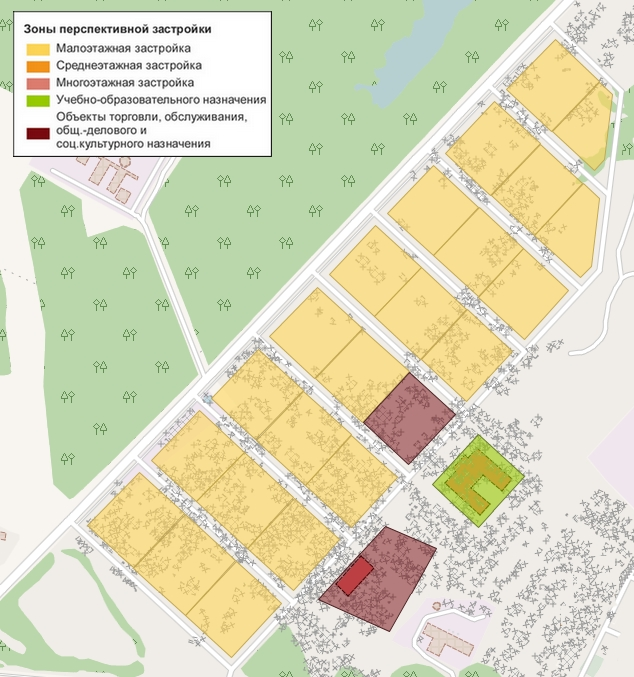 Зоны перспективной застройки
Малоэтажная застройка
Среднеэтажная застройка
Многоэтажная застройка
Учебно-образовательного назначения
Объекты торговли, обслуживания,
общ.-делового и
соц.культурного назначения